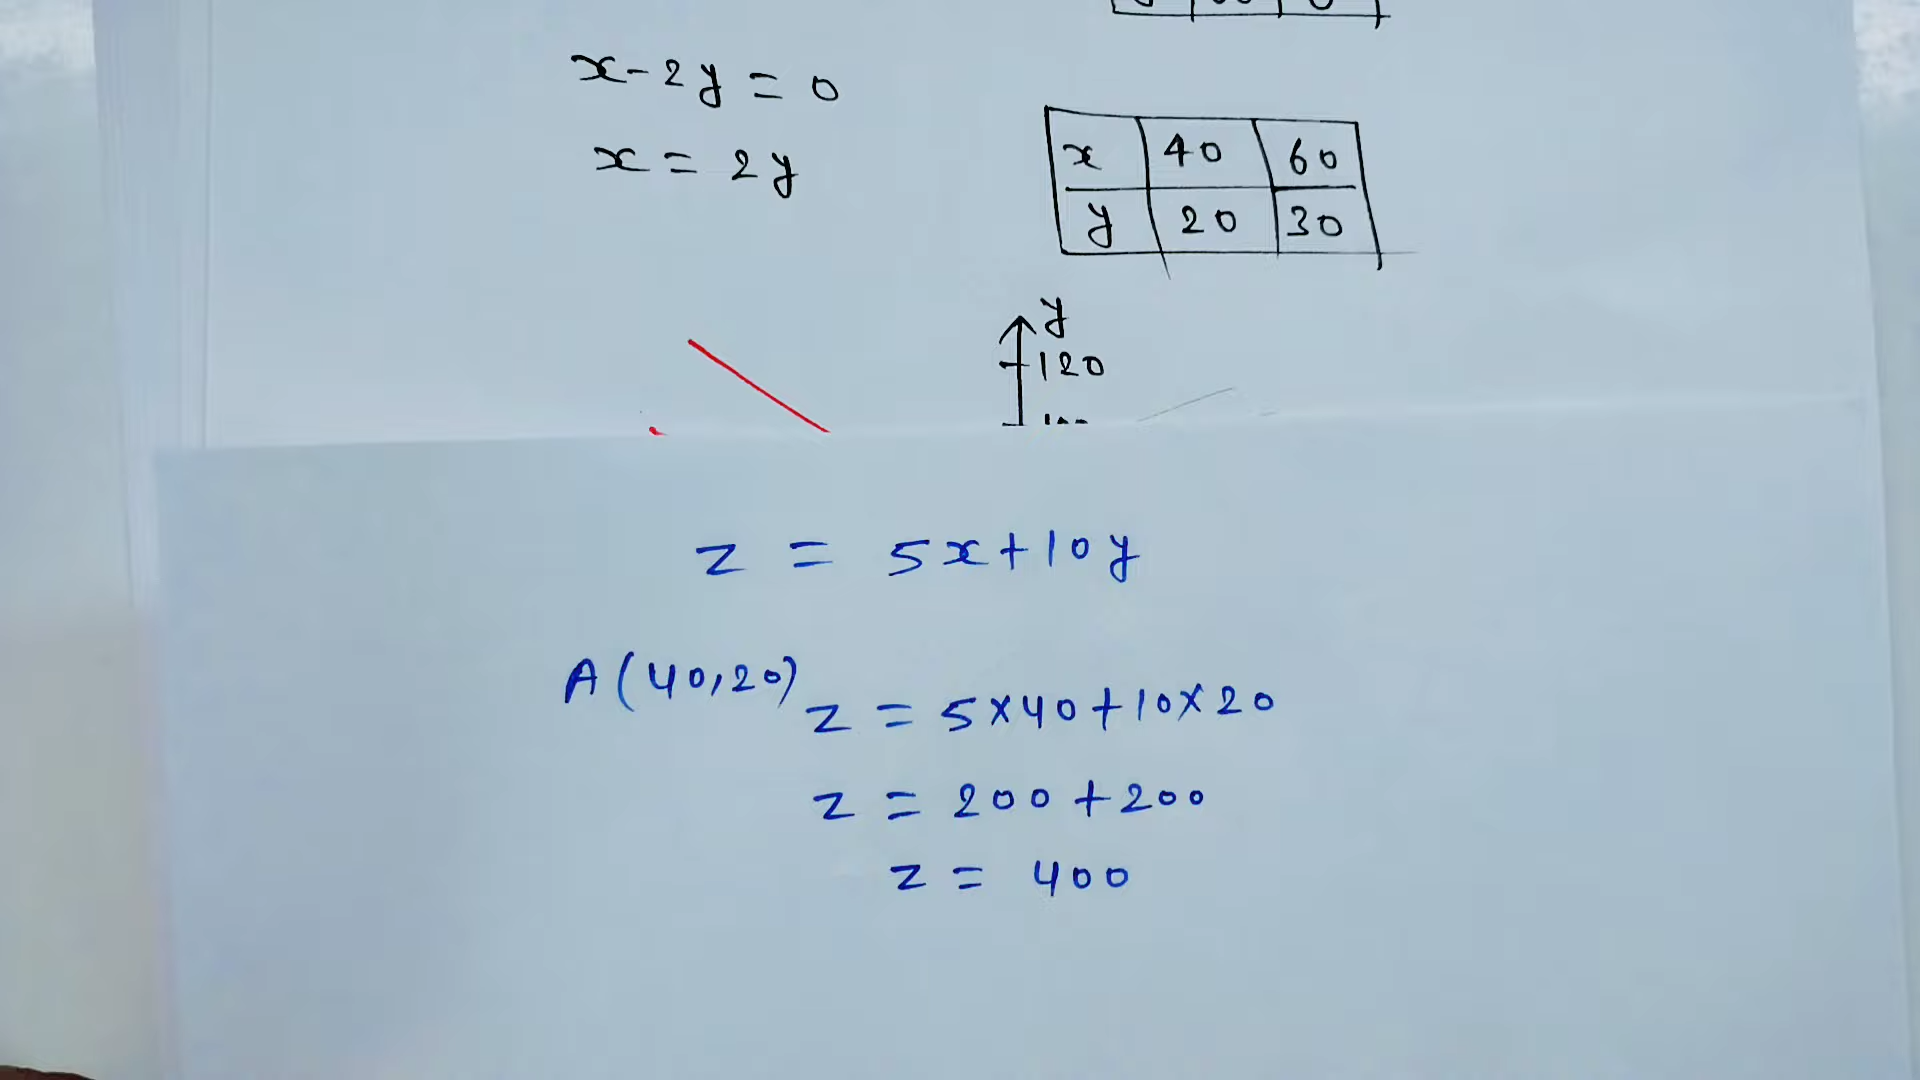 x - 2y = 0
x = 2y
x 40 60
y 20 30
y
120
z = 5x + 10y
A (40,20)
z = 5 × 40 + 10 × 20
z = 200 + 200
z = 400